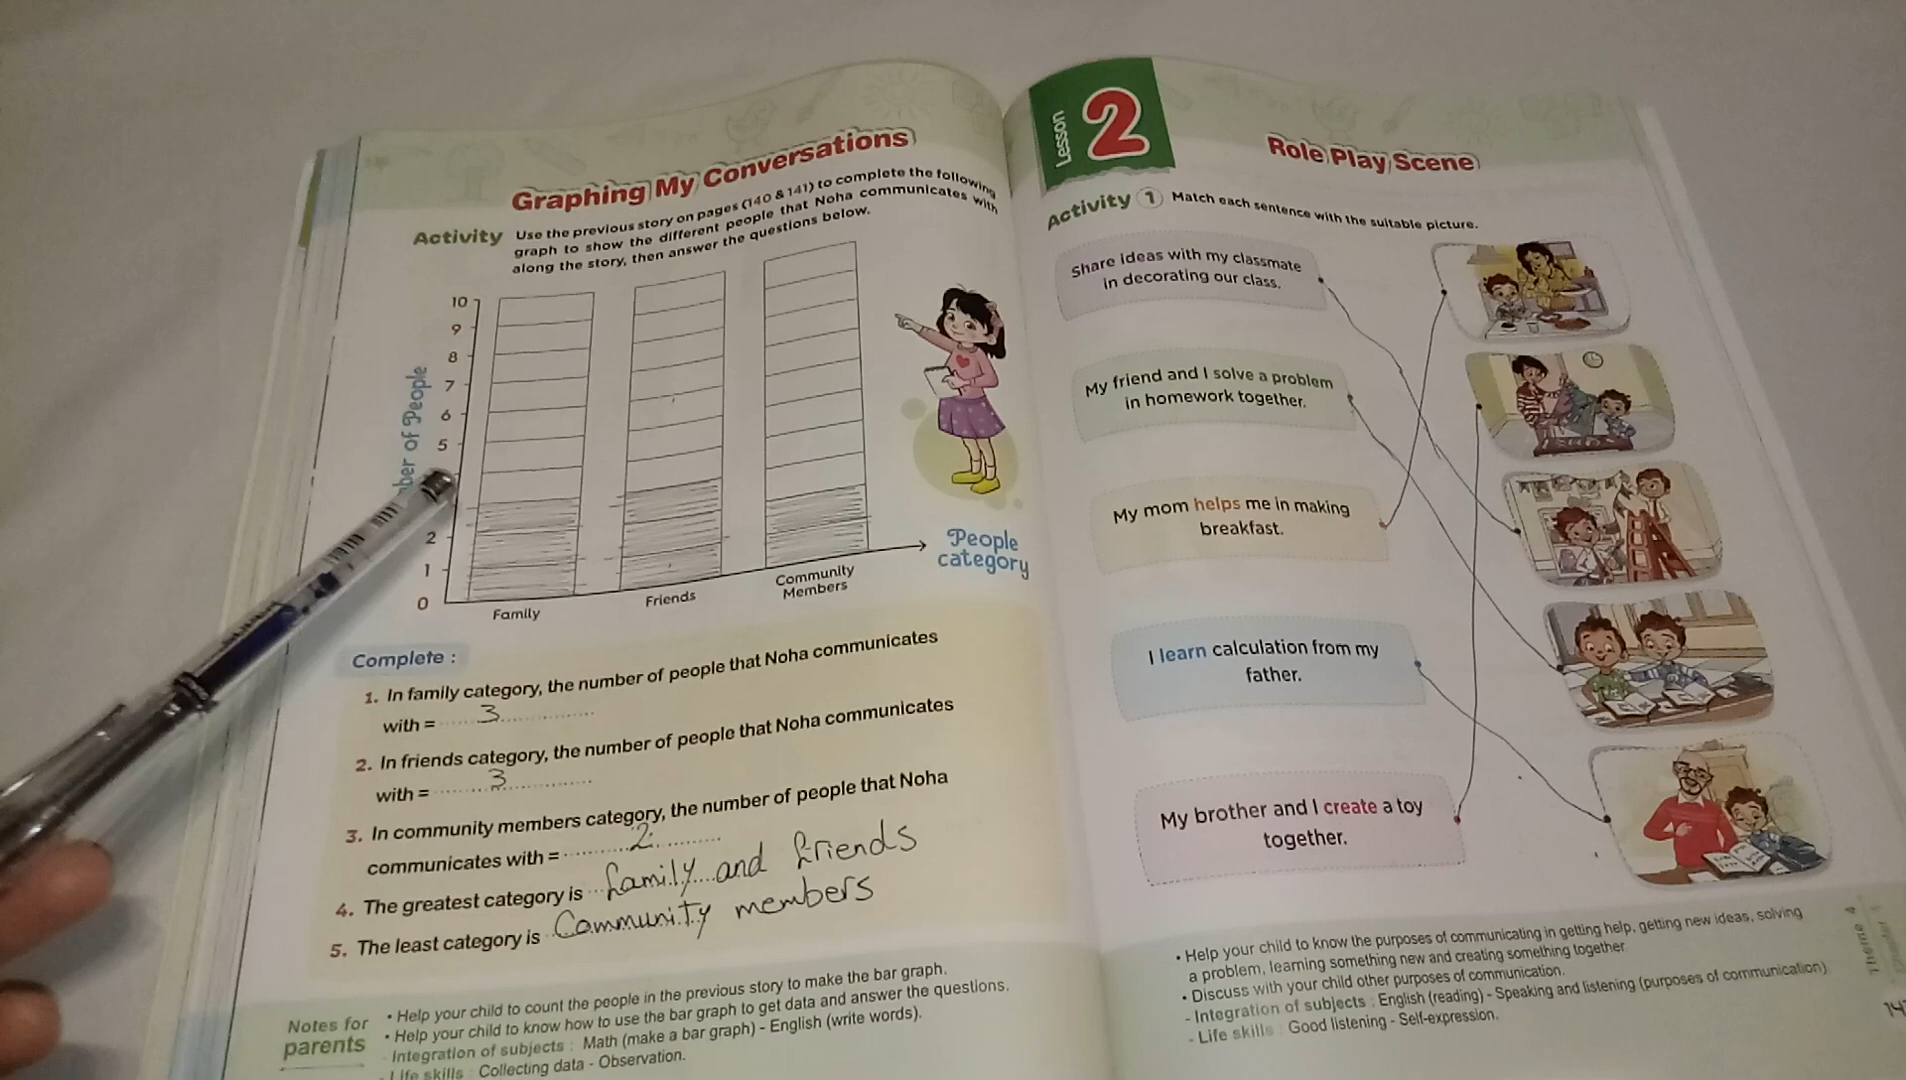 Graphing My Conversations
Activity Use the previous story on pages (140 & 141) to complete the following
graph to show the different people that Noha communicates with
along the story, then answer the questions below.
10
9
8
7
6
5
2
1
0
ber of People
Family
Friends
Community
Members
People
category
Complete :
1. In family category, the number of people that Noha communicates
with = 3
2. In friends category, the number of people that Noha communicates
with = 3
3. In community members category, the number of people that Noha
communicates with = 2
4. The greatest category is family and friends
5. The least category is Community members
Notes for
parents
• Help your child to count the people in the previous story to make the bar graph.
• Help your child to know how to use the bar graph to get data and answer the questions.
- Integration of subjects : Math (make a bar graph) - English (write words).
- Life skills : Collecting data - Observation.
Lesson
2
Role Play Scene
Activity 1 Match each sentence with the suitable picture.
Share ideas with my classmate
in decorating our class.
My friend and I solve a problem
in homework together.
My mom helps me in making
breakfast.
I learn calculation from my
father.
My brother and I create a toy
together.
• Help your child to know the purposes of communicating in getting help, getting new ideas, solving
a problem, learning something new and creating something together
• Discuss with your child other purposes of communication.
- Integration of subjects : English (reading) - Speaking and listening (purposes of communication)
- Life skills : Good listening - Self-expression.
Theme 4